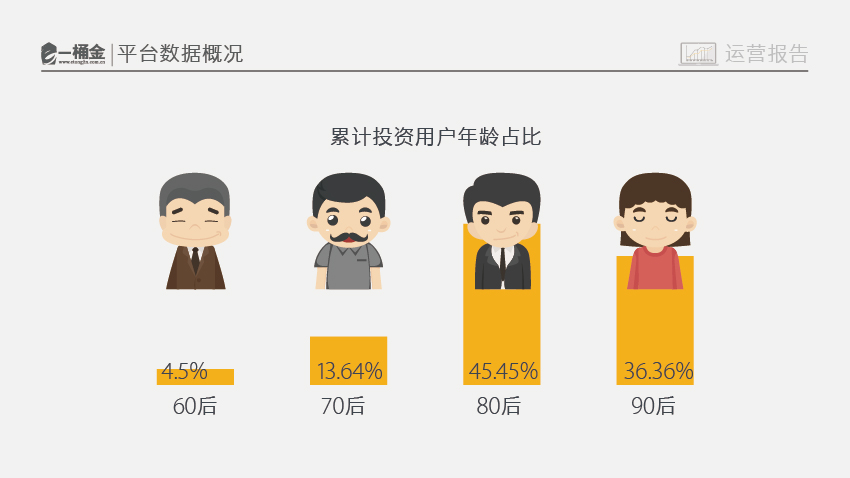 一桶金 平台数据概况
运营报告
累计投资用户年龄占比
4.5% 13.64% 45.45% 36.36%
60后 70后 80后 90后